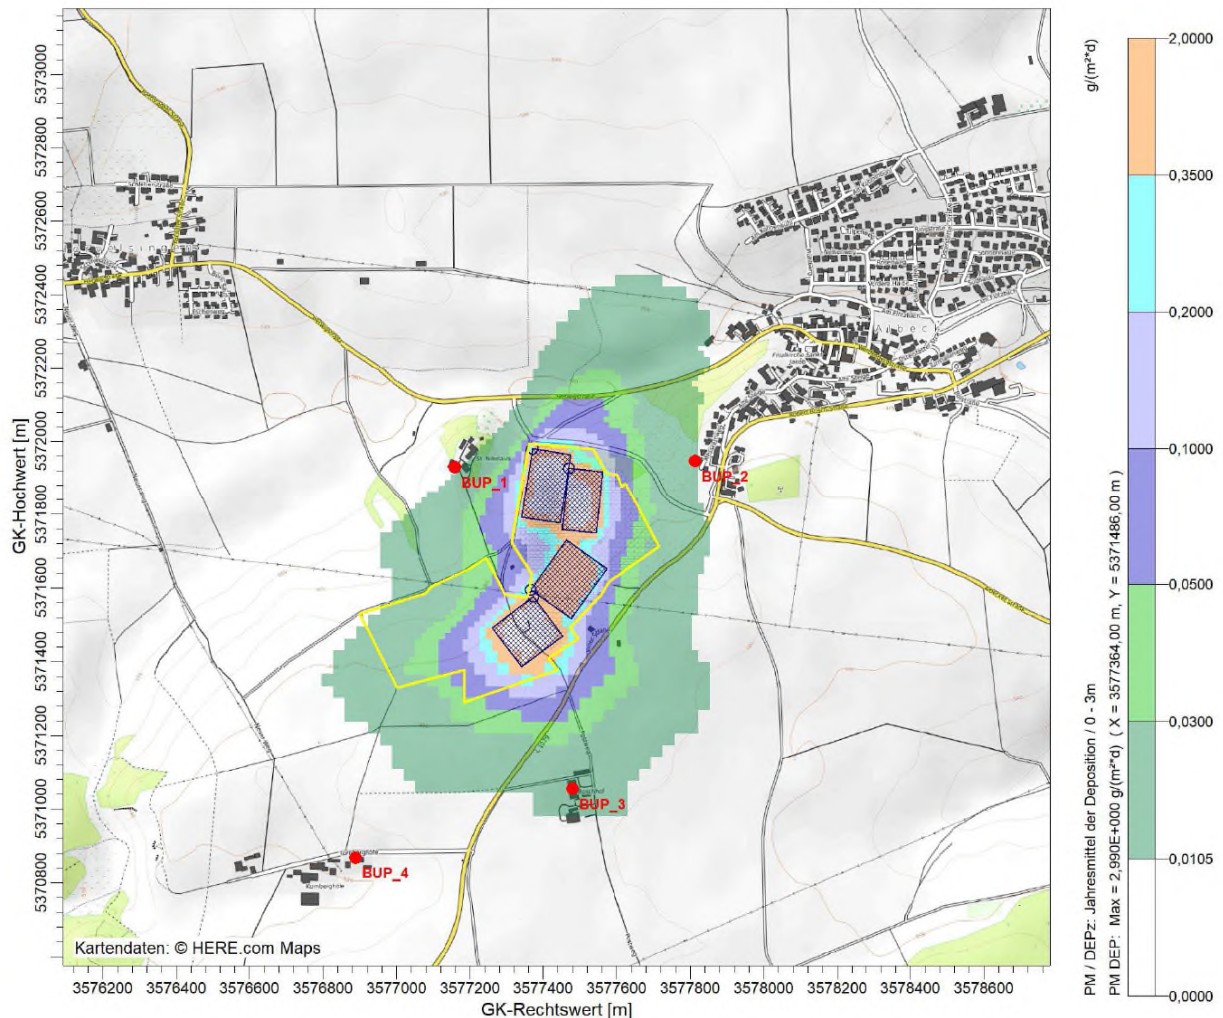 5373000
5372800
5372600
5372400
5372200
5372000
5371800
5371600
5371400
5371200
5371000
5370800
GK-Hochwert [m]
BUP_1
BUP_2
BUP_3
BUP_4
Kartendaten: © HERE.com Maps
3576200 3576400 3576600 3576800 3577000 3577200 3577400 3577600 3577800 3578000 3578200 3578400 3578600
GK-Rechtswert [m]
g/(m²*d)
2,0000
0,3500
0,2000
0,1000
0,0500
0,0300
0,0105
0,0000
PM / DEPz: Jahresmittel der Deposition / 0 - 3m
PM DEP: Max = 2,990E+000 g/(m²*d) ( X = 3577364,00 m, Y = 5371486,00 m )